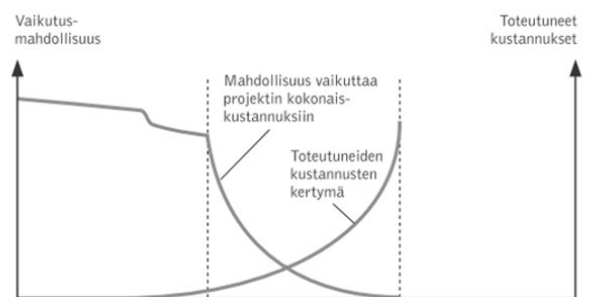 Vaikutus-
mahdollisuus
Toteutuneet
kustannukset
Mahdollisuus vaikuttaa
projektin kokonais-
kustannuksiin
Toteutuneiden
kustannusten
kertymä